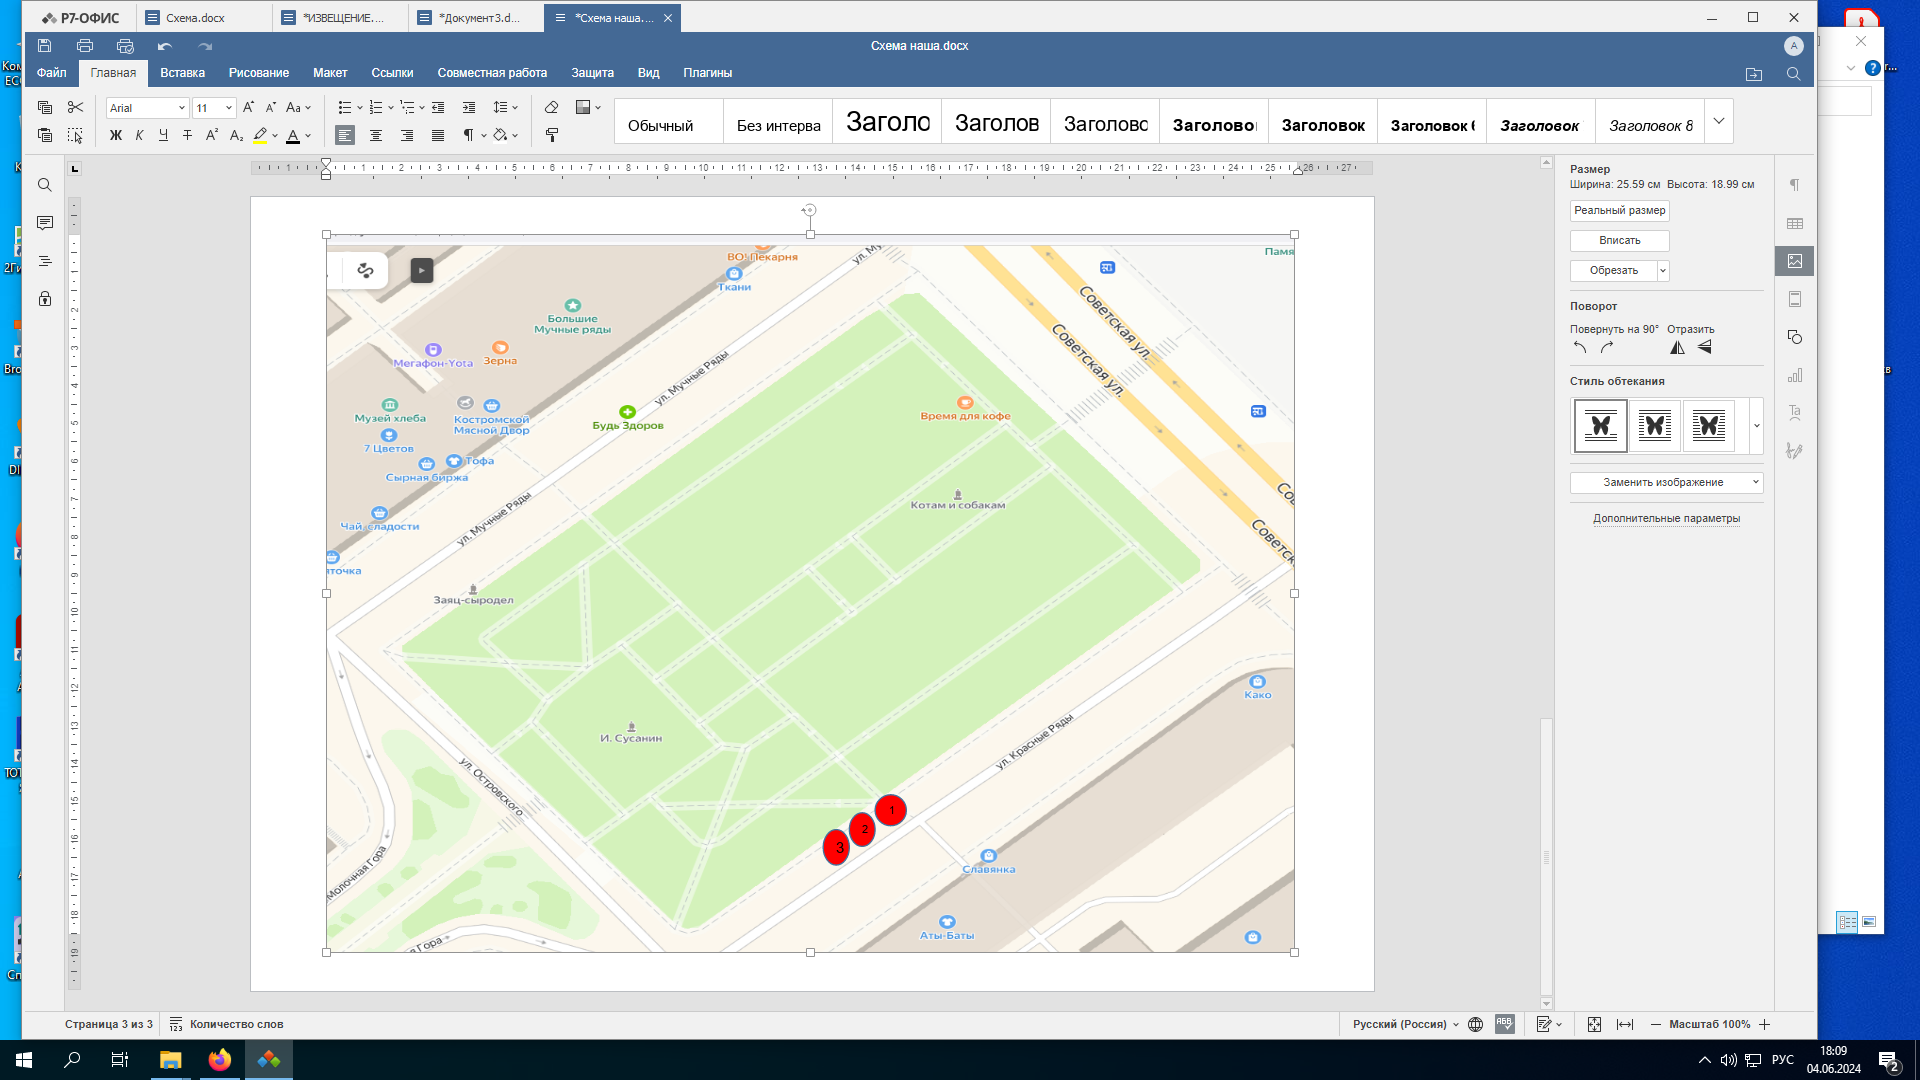 Р7-ОФИС
Схема.docx
*ИЗВЕЩЕНИЕ....
*Документ3.d...
*Схема наша....
Схема наша.docx
A
Файл
Главная
Вставка
Рисование
Макет
Ссылки
Совместная работа
Защита
Вид
Плагины
Arial
11
Обычный
Без интерва
Заголо
Заголов
Заголово
Заголово
Заголовок
Заголовок 6
Заголовок
Заголовок 8
Размер
Ширина: 25.59 см Высота: 18.99 см
Реальный размер
Вписать
Обрезать
Поворот
Повернуть на 90° Отразить
Стиль обтекания
Заменить изображение
Дополнительные параметры
ВО! Пекарня
Ткани
Памя
Большие
Мучные ряды
Мегафон-Yota
Зерна
ул. Мучные Ряды
Советская ул.
Советская ул.
Музей хлеба
Костромской
Мясной Двор
Будь Здоров
Время для кофе
7 Цветов
Тофа
Сырная биржа
Котам и собакам
Чай, сладости
ул. Мучные Ряды
Заяц-сыродел
И. Сусанин
Како
ул. Красные Ряды
ул. Островского
1
2
3
Молочная Гора
Славянка
Аты-Баты
Страница 3 из 3
Количество слов
Русский (Россия)
Масштаб 100%
РУС
18:09
04.06.2024
2